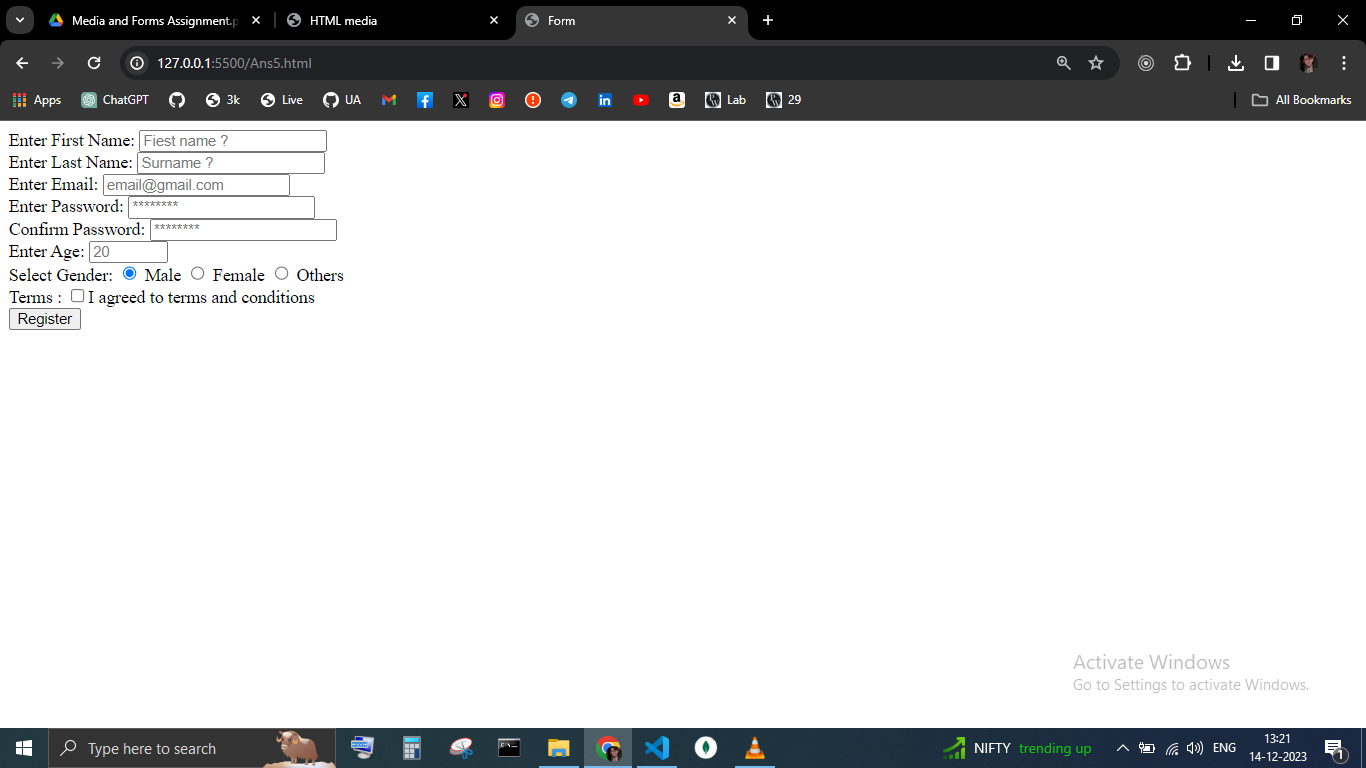 Media and Forms Assignment.p
HTML media
Form
127.0.0.1:5500/Ans5.html
Apps
ChatGPT
3k
Live
UA
Lab
29
All Bookmarks
Enter First Name: Fiest name ?
Enter Last Name: Surname ?
Enter Email: email@gmail.com
Enter Password: ********
Confirm Password: ********
Enter Age: 20
Select Gender: Male Female Others
Terms : I agreed to terms and conditions
Register
Activate Windows
Go to Settings to activate Windows.
Type here to search
NIFTY trending up
ENG
13:21
14-12-2023
1